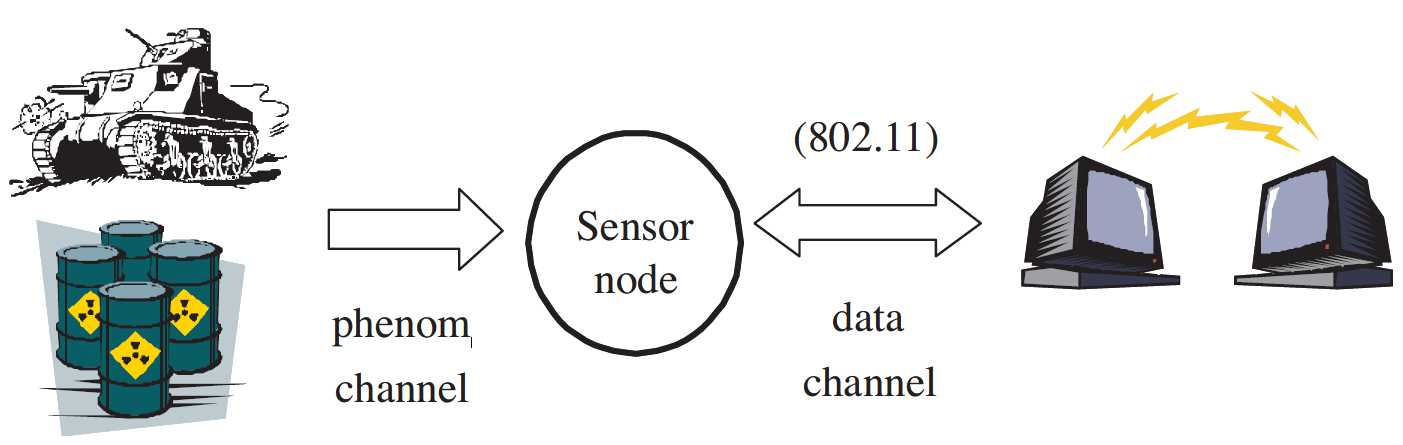 (802.11)
Sensor
node
phenom
channel
data
channel